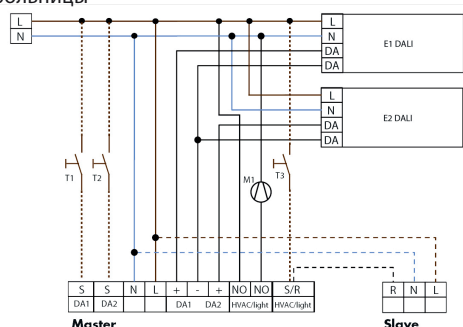 L
N
L
N
DA
DA
E1 DALI
L
N
DA
DA
E2 DALI
T1 T2 M1 T3
S S N L + - + NO NO S/R
DA1 DA2 DA1 DA2 HVAC/light HVAC/light
R N L
Master Slave